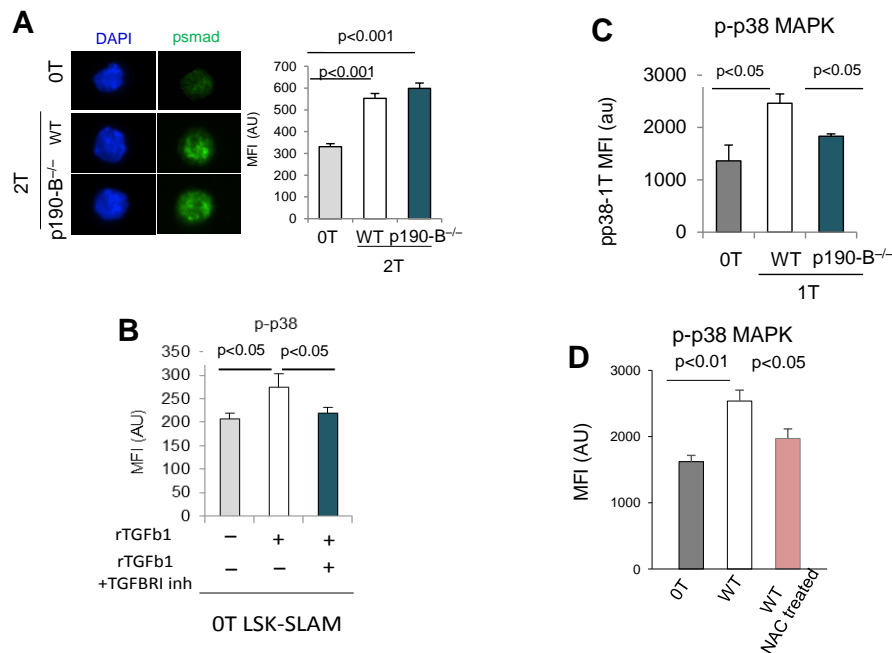 A
DAPI
psmad
0T
WT
p190-B–/–
2T
p<0.001
p<0.001
MFI (AU)
700
600
500
400
300
200
100
0
0T
WT p190-B–/–
2T
B
p-p38
p<0.05 p<0.05
MFI (AU)
350
300
250
200
150
100
50
0
rTGFb1 – + +
rTGFb1 – – +
+TGFBRI inh
0T LSK-SLAM
C
p-p38 MAPK
p<0.05 p<0.05
pp38-1T MFI (au)
3000
2000
1000
0
0T WT p190-B–/–
1T
D
p-p38 MAPK
p<0.01 p<0.05
MFI (AU)
3000
2000
1000
0T
WT
WT
NAC treated